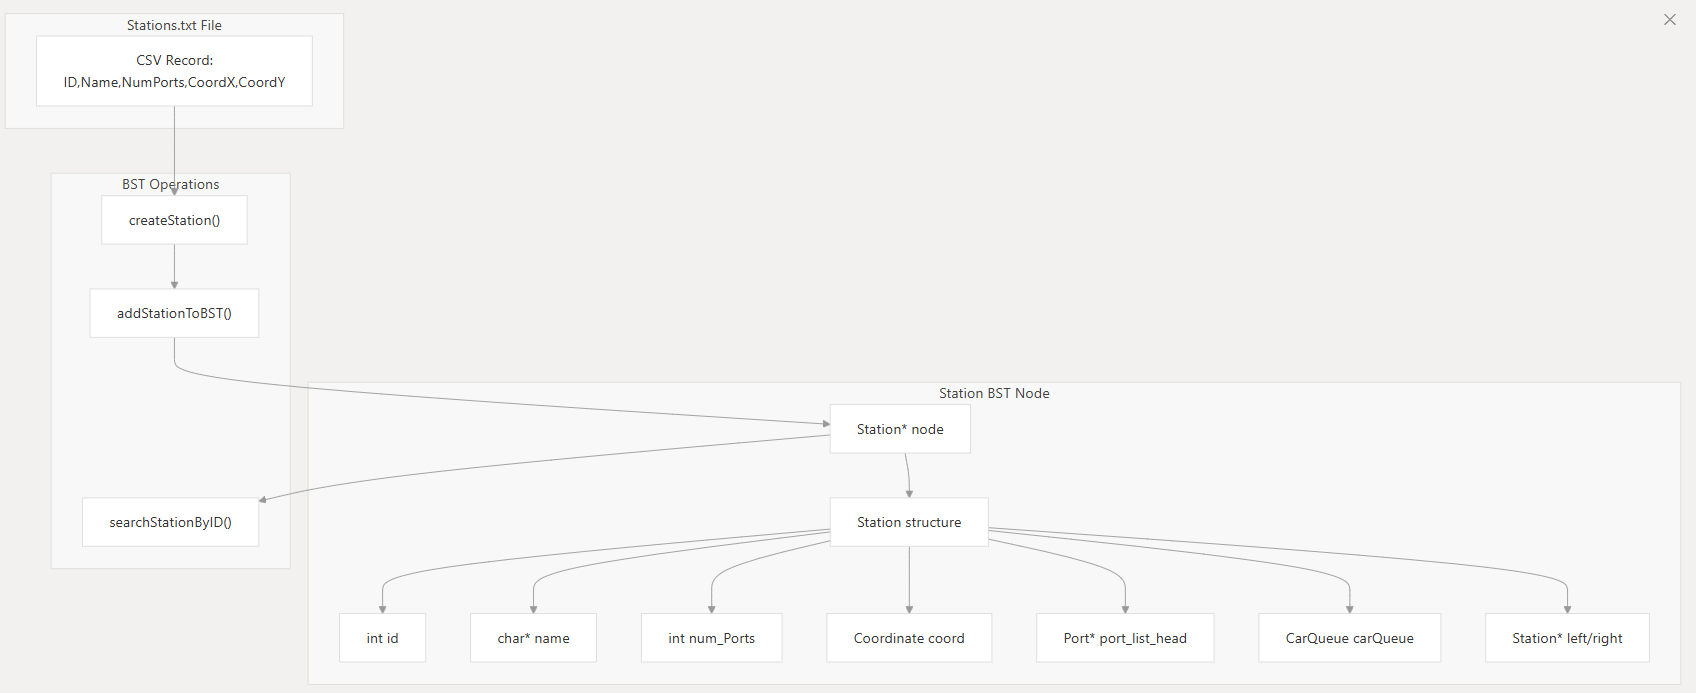 Stations.txt File
CSV Record:
ID,Name,NumPorts,CoordX,CoordY
BST Operations
createStation()
addStationToBST()
Station BST Node
Station* node
searchStationByID()
Station structure
int id
char* name
int num_Ports
Coordinate coord
Port* port_list_head
CarQueue carQueue
Station* left/right